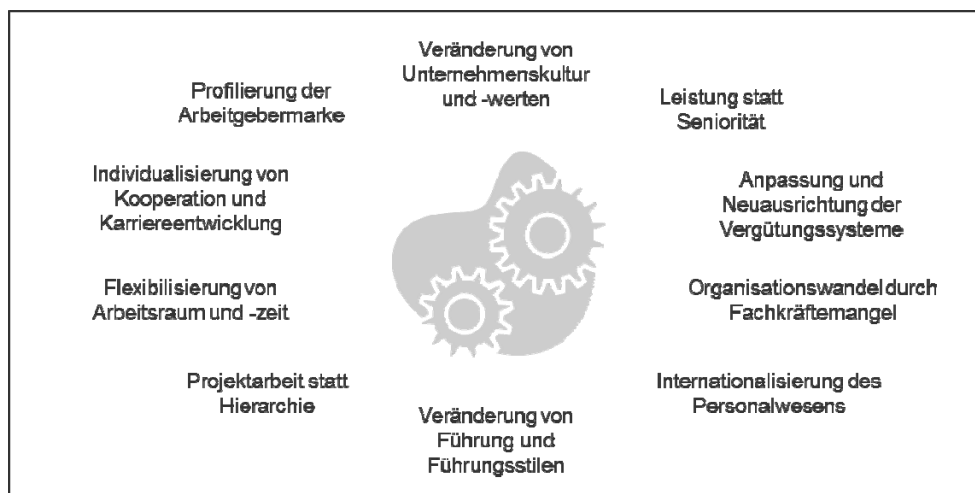 Veränderung von
Unternehmenskultur
und -werten
Profilierung der
Arbeitgebermarke
Leistung statt
Seniorität
Individualisierung von
Kooperation und
Karriereentwicklung
Anpassung und
Neuausrichtung der
Vergütungssysteme
Flexibilisierung von
Arbeitsraum und -zeit
Organisationswandel durch
Fachkräftemangel
Projektarbeit statt
Hierarchie
Internationalisierung des
Personalwesens
Veränderung von
Führung und
Führungsstilen